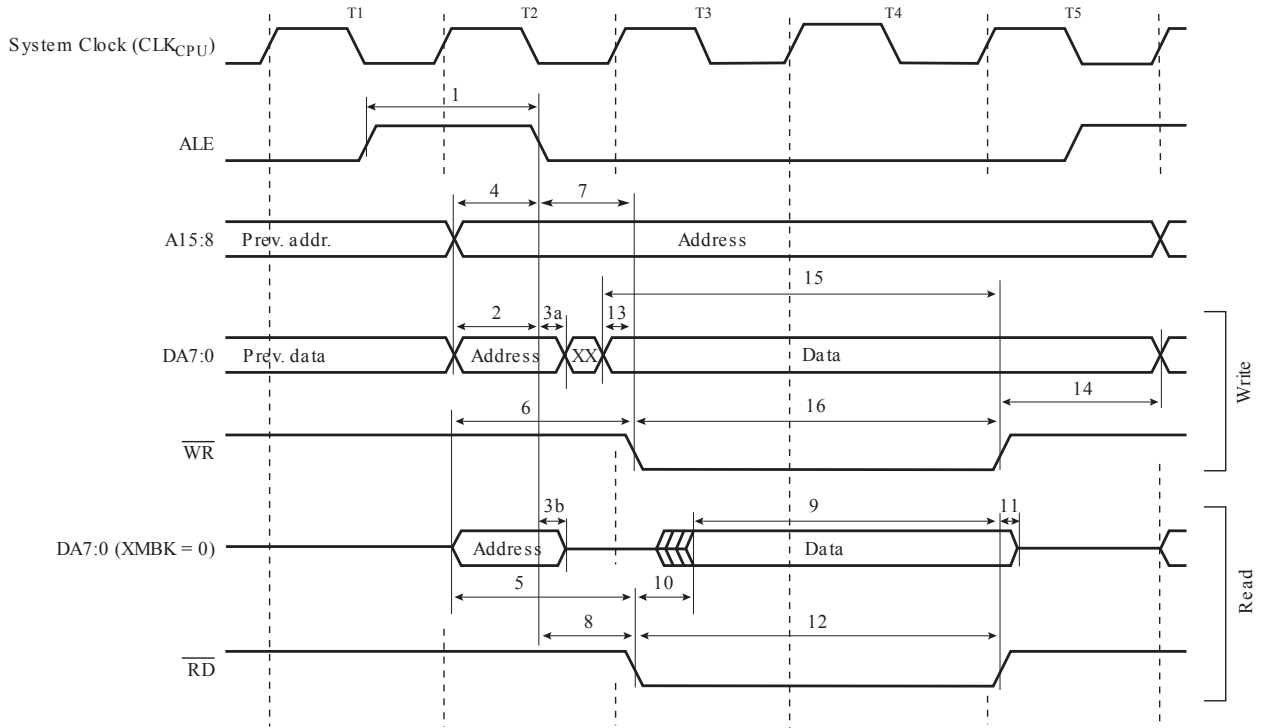 T1 T2 T3 T4 T5
System Clock (CLKCPU)
1
ALE
4 7
A15:8 Prev. addr. Address
15
2 3a 13
DA7:0 Prev. data Address XX Data
14
6 16
WR
Write
3b 9 11
DA7:0 (XMBK = 0) Address Data
5 10
8 12
RD
Read